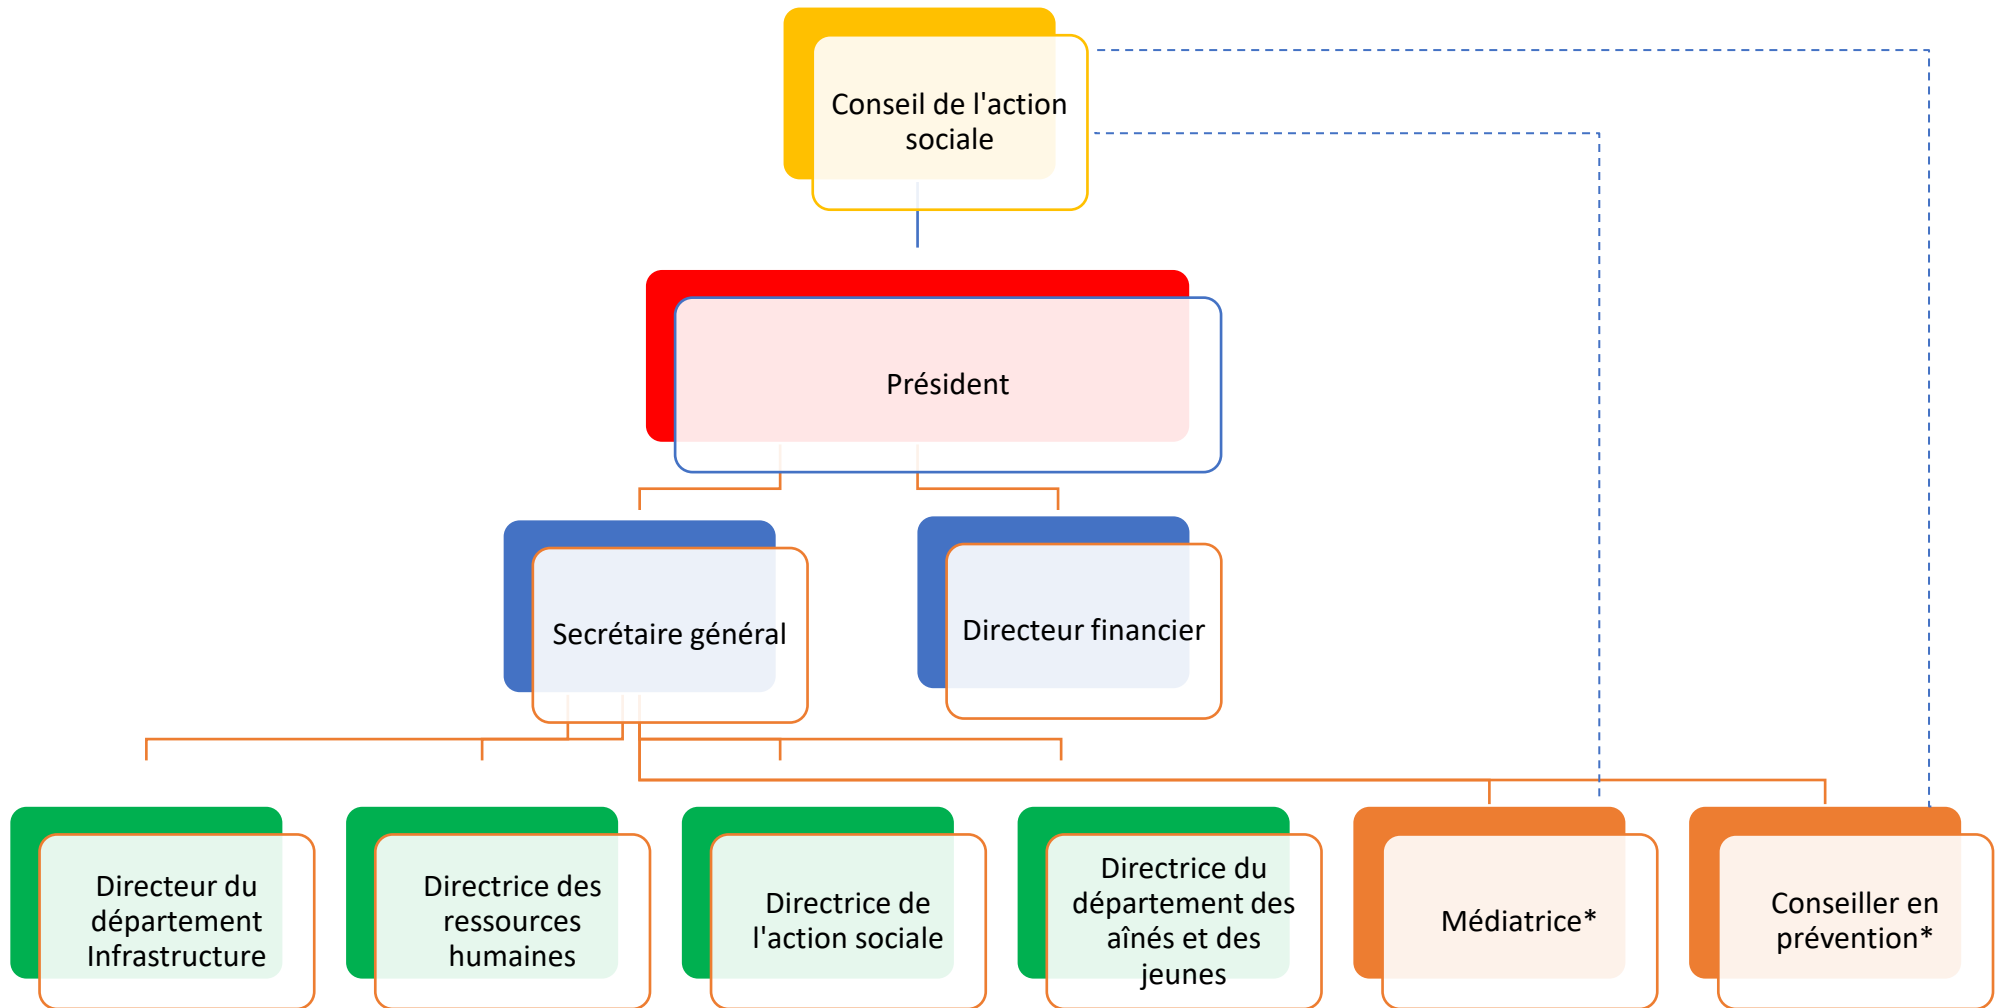 Conseil de l'action
sociale
Président
Secrétaire général
Directeur financier
Directeur du
département
Infrastructure
Directrice des
ressources
humaines
Directrice de
l'action sociale
Directrice du
département des
aînés et des
jeunes
Médiatrice*
Conseiller en
prévention*